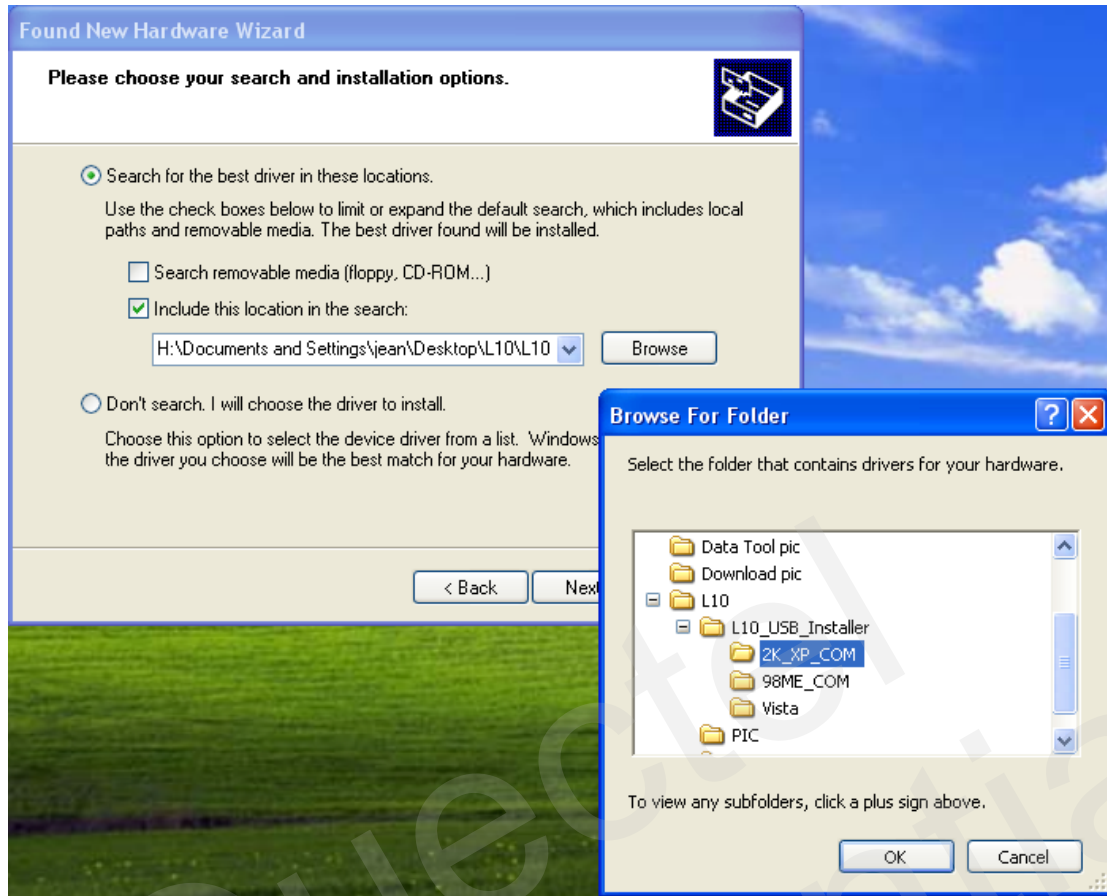 Found New Hardware Wizard
Please choose your search and installation options.
Search for the best driver in these locations.
Use the check boxes below to limit or expand the default search, which includes local
paths and removable media. The best driver found will be installed.
Search removable media (floppy, CD-ROM...)
Include this location in the search:
H:\Documents and Settings\jean\Desktop\L10\L10
Browse
Don't search. I will choose the driver to install.
Choose this option to select the device driver from a list. Windows
the driver you choose will be the best match for your hardware.
< Back
Browse For Folder
Select the folder that contains drivers for your hardware.
Data Tool pic
Download pic
L10
L10_USB_Installer
2K_XP_COM
98ME_COM
Vista
PIC
To view any subfolders, click a plus sign above.
OK
Cancel
Quectel